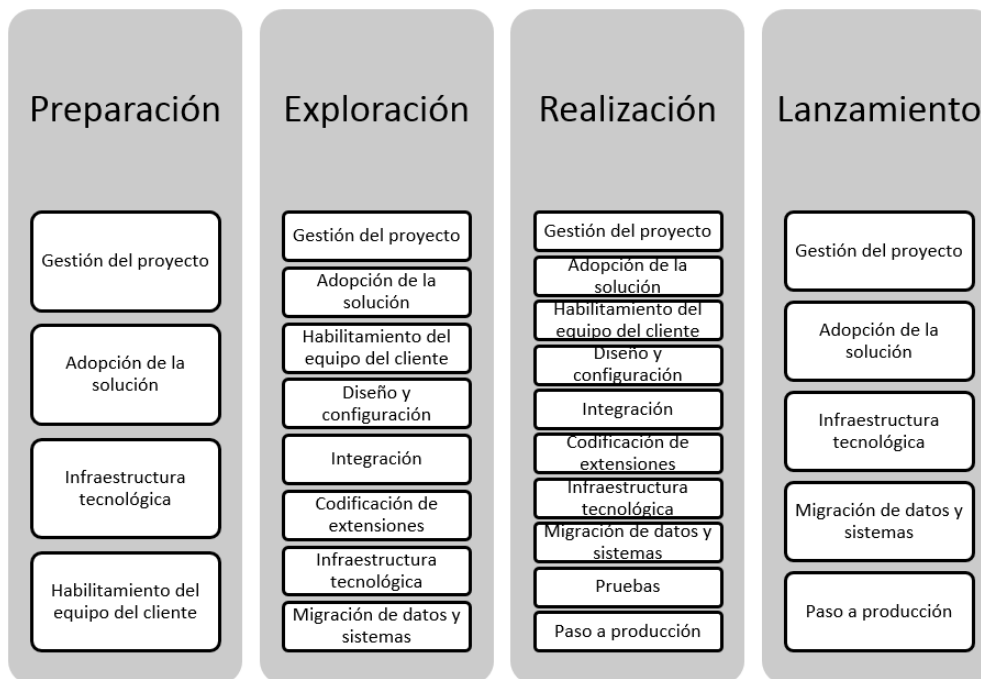 Preparación
Gestión del proyecto
Adopción de la
solución
Infraestructura
tecnológica
Habilitamiento del
equipo del cliente
Exploración
Gestión del proyecto
Adopción de la
solución
Habilitamiento del
equipo del cliente
Diseño y
configuración
Integración
Codificación de
extensiones
Infraestructura
tecnológica
Migración de datos y
sistemas
Realización
Gestión del proyecto
Adopción de la
solución
Habilitamiento del
equipo del cliente
Diseño y
configuración
Integración
Codificación de
extensiones
Infraestructura
tecnológica
Migración de datos y
sistemas
Pruebas
Paso a producción
Lanzamiento
Gestión del proyecto
Adopción de la
solución
Infraestructura
tecnológica
Migración de datos y
sistemas
Paso a producción